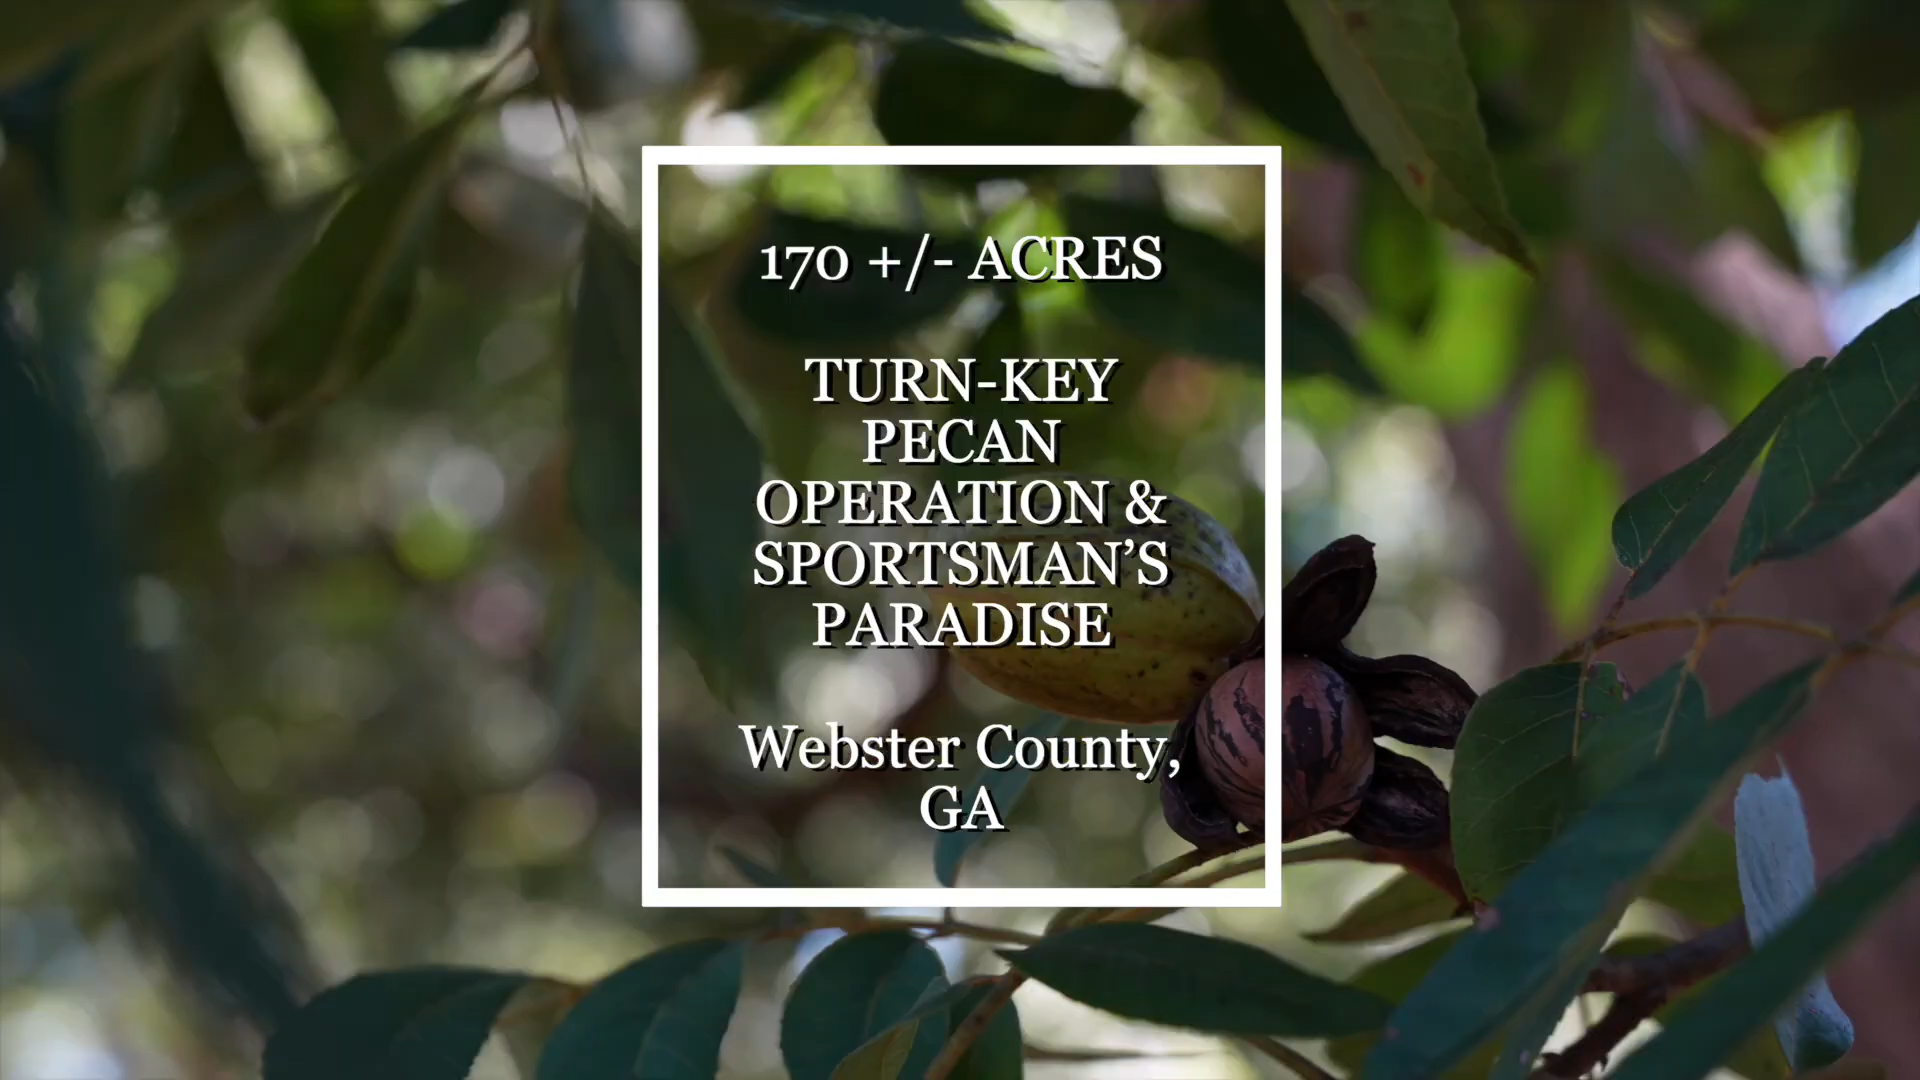 170 +/- ACRES
TURN-KEY
PECAN
OPERATION &
SPORTSMAN’S
PARADISE
Webster County,
GA